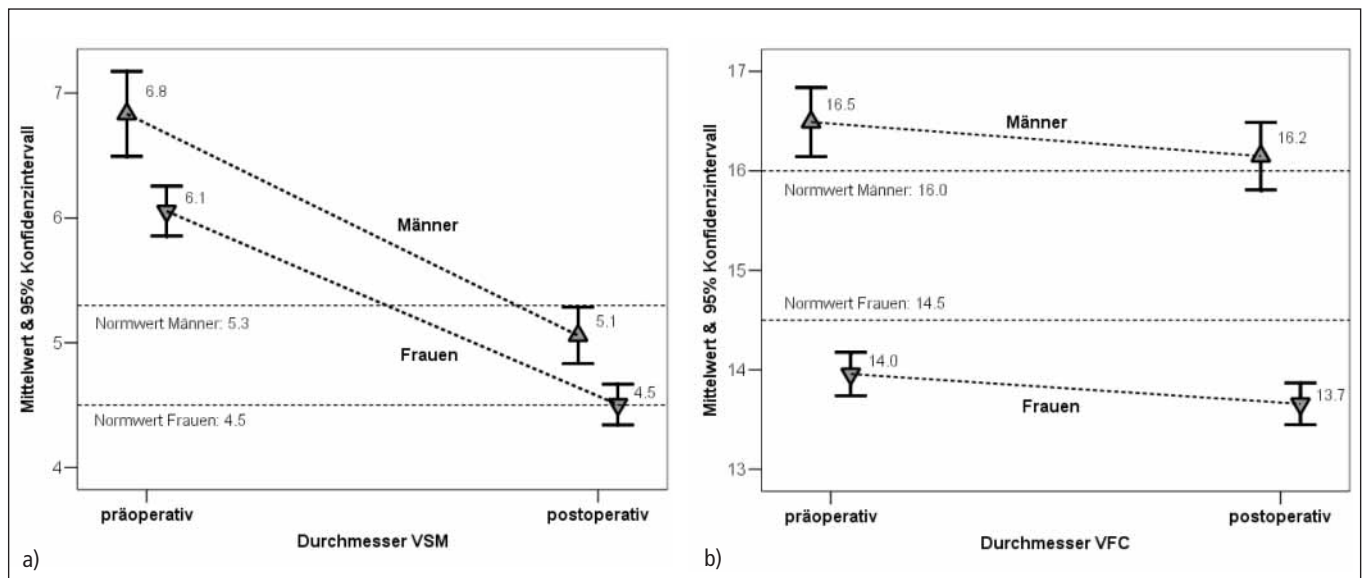 Mittelwert & 95% Konfidenzintervall
7
6
5
4
6.8
6.1
Männer
Normwert Männer: 5.3
5.1
Frauen
4.5
Normwert Frauen: 4.5
präoperativ
postoperativ
Durchmesser VSM
a)
Mittelwert & 95% Konfidenzintervall
17
16
15
14
13
16.5
Männer
16.2
Normwert Männer: 16.0
Normwert Frauen: 14.5
14.0
Frauen
13.7
präoperativ
postoperativ
Durchmesser VFC
b)